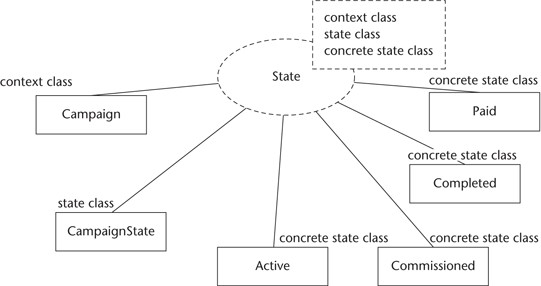 context class
state class
concrete state class
State
context class
Campaign
concrete state class
Paid
concrete state class
Completed
state class
CampaignState
concrete state class
Active
concrete state class
Commissioned